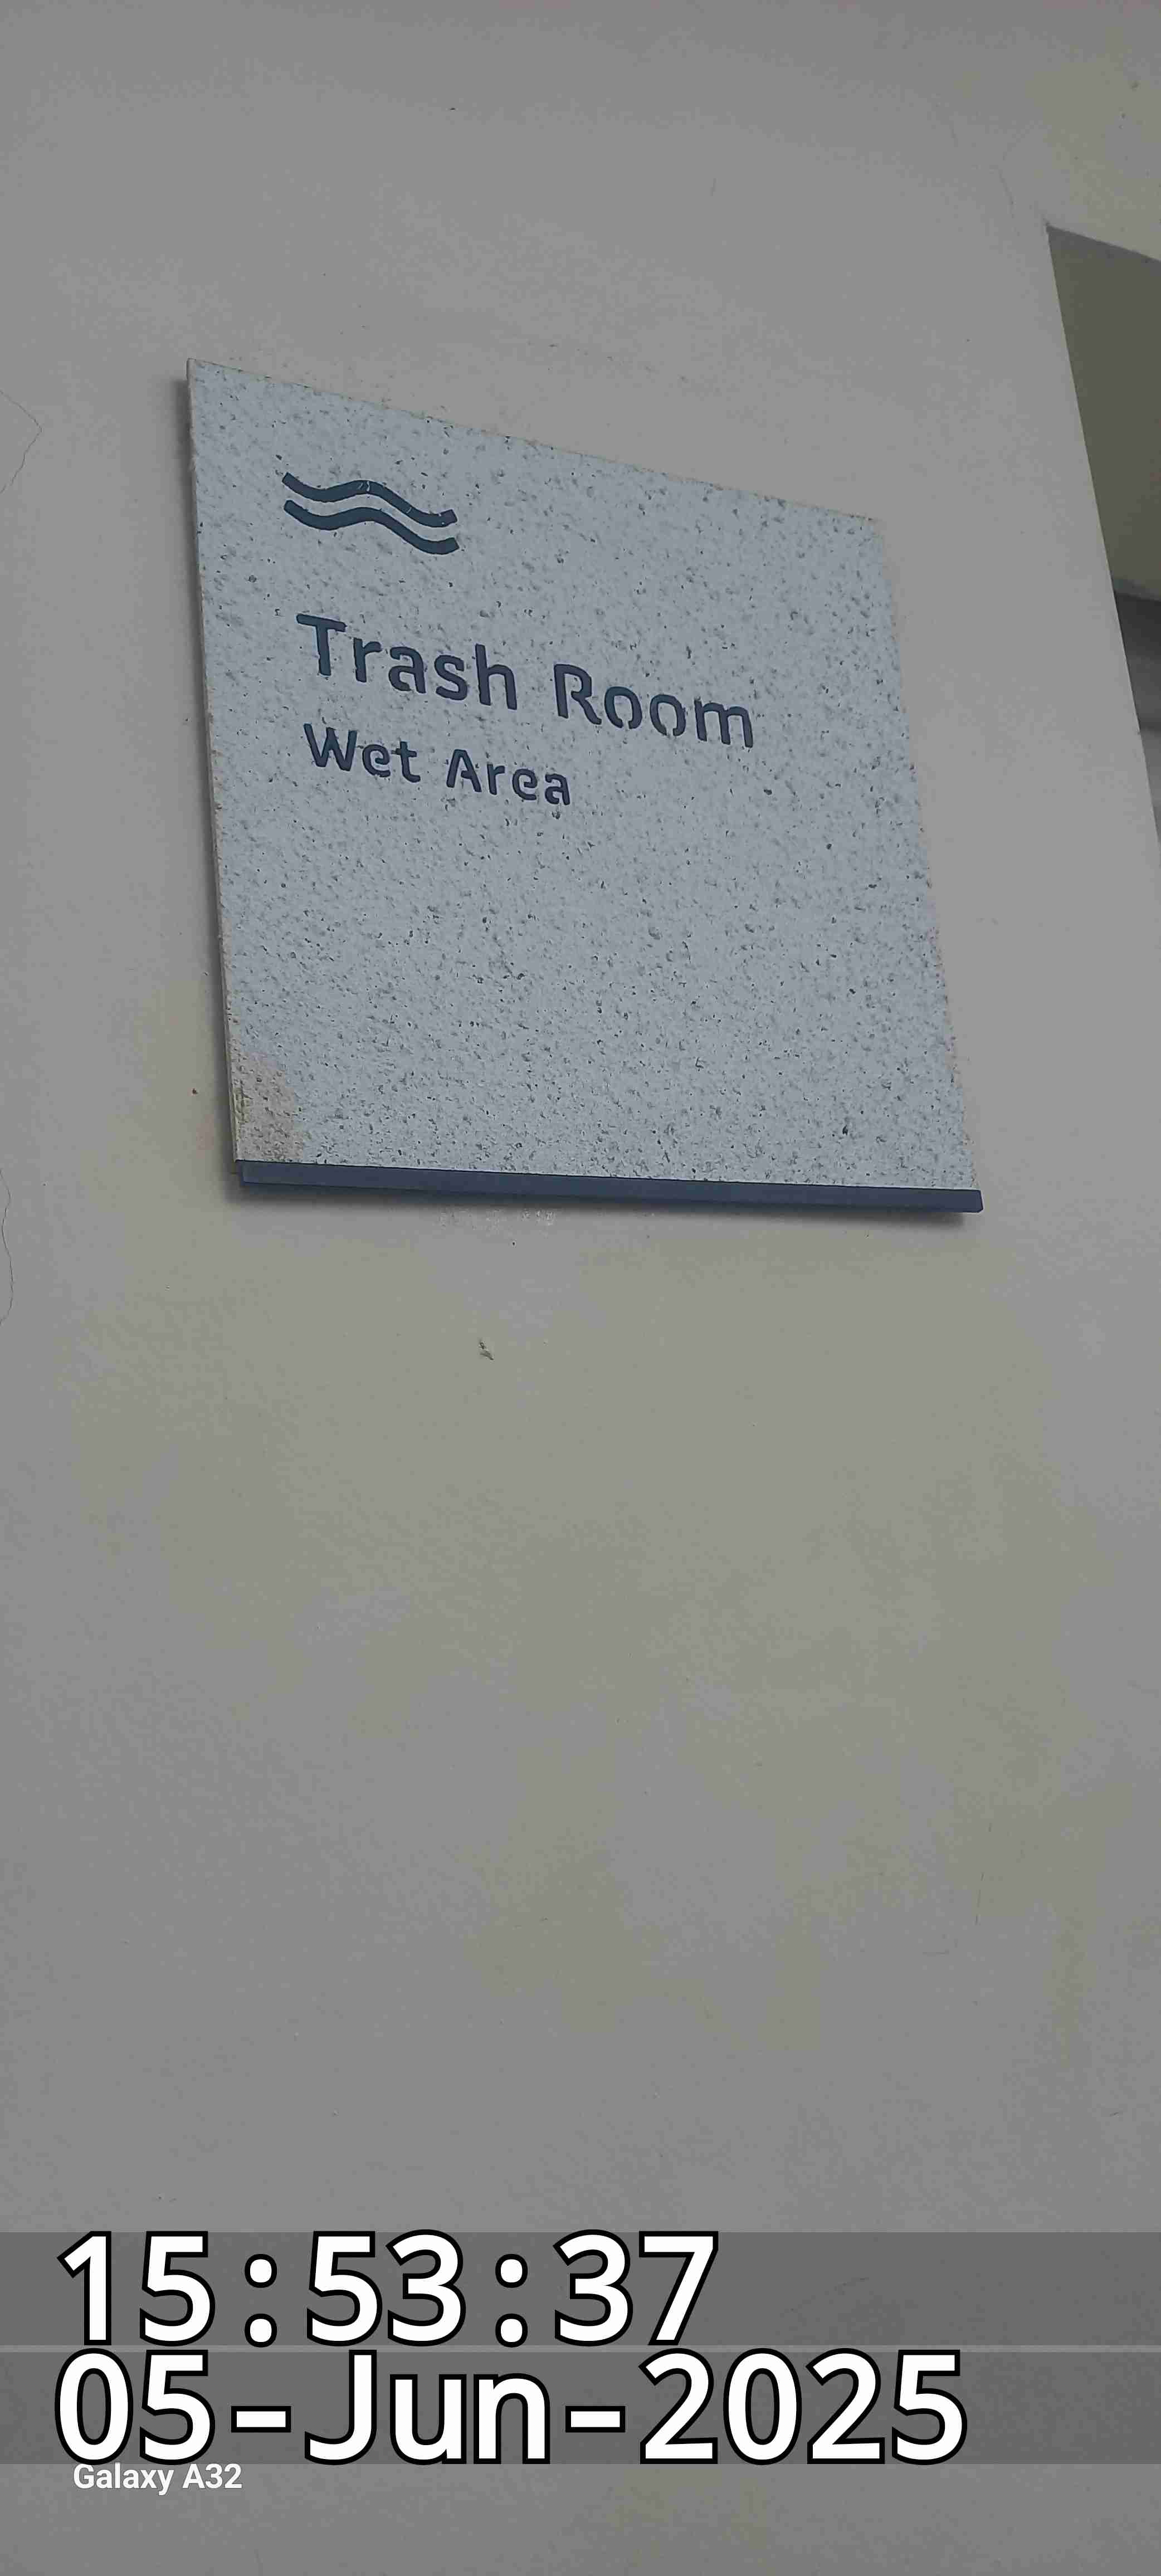 Trash Room
Wet Area
15:53:37
05-Jun-2025
Galaxy A32